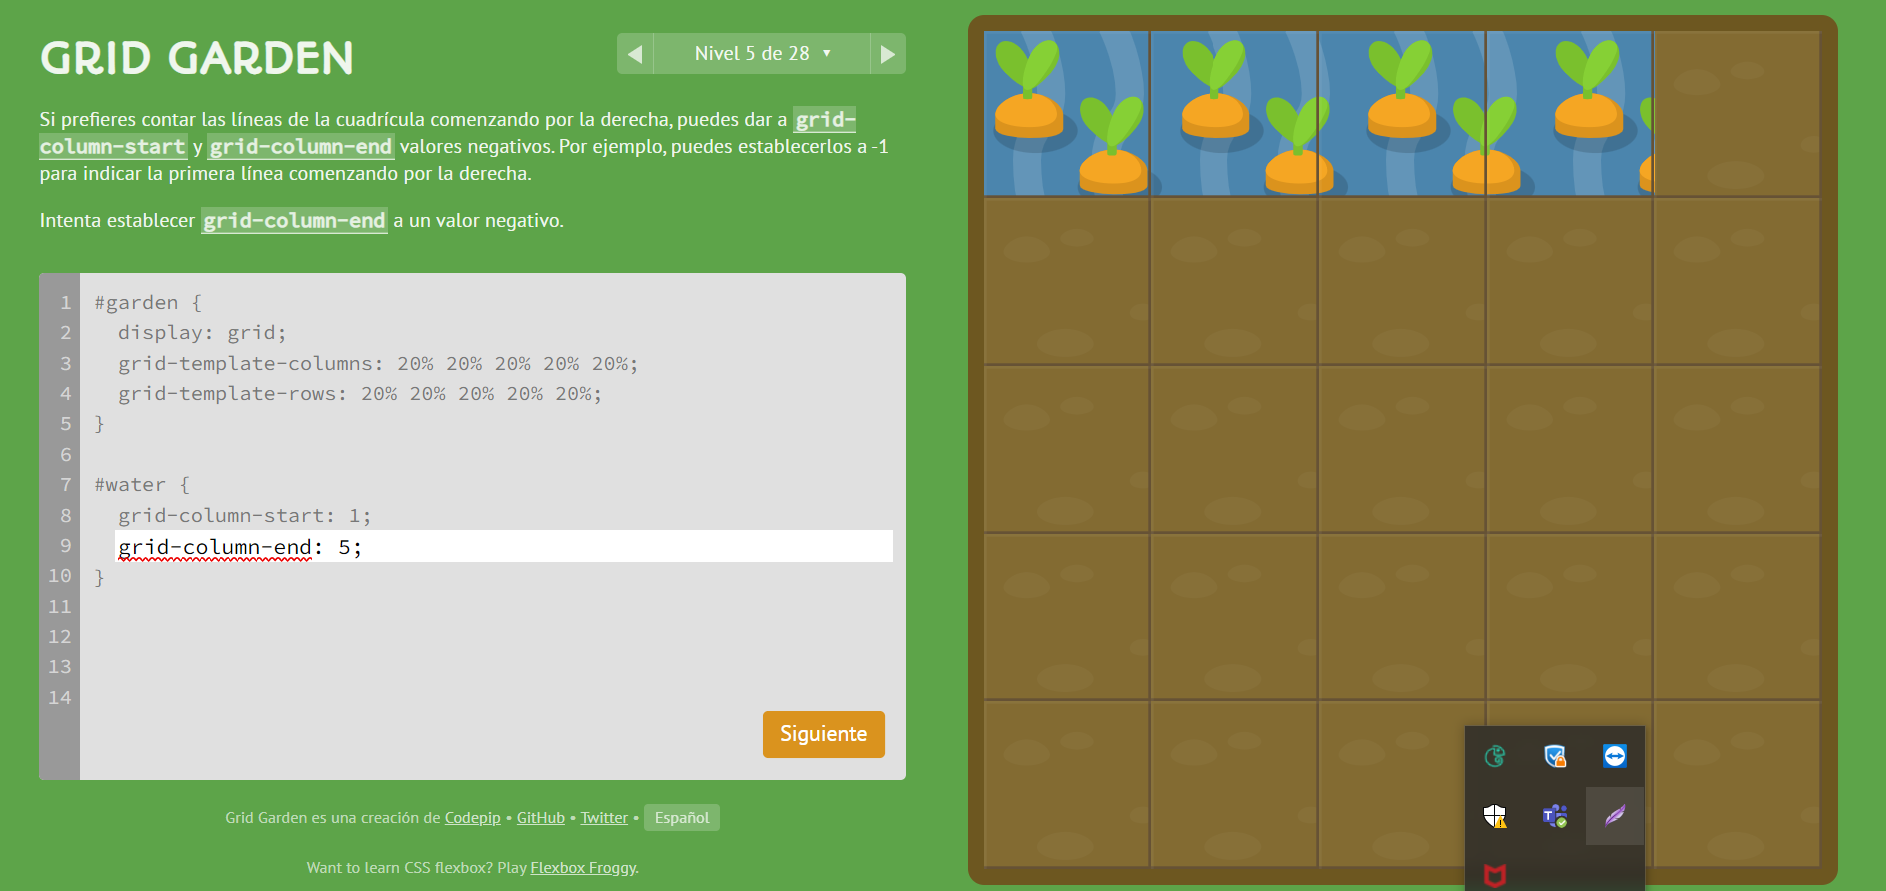 GRID GARDEN
Nivel 5 de 28
Si prefieres contar las líneas de la cuadrícula comenzando por la derecha, puedes dar a grid-
column-start y grid-column-end valores negativos. Por ejemplo, puedes establecerlos a -1
para indicar la primera línea comenzando por la derecha.
Intenta establecer grid-column-end a un valor negativo.
1 #garden {
2 display: grid;
3 grid-template-columns: 20% 20% 20% 20% 20%;
4 grid-template-rows: 20% 20% 20% 20% 20%;
5 }
6
7 #water {
8 grid-column-start: 1;
9 grid-column-end: 5;
10 }
11
12
13
14
Siguiente
Grid Garden es una creación de Codepip • GitHub • Twitter • Español
Want to learn CSS flexbox? Play Flexbox Froggy.
T